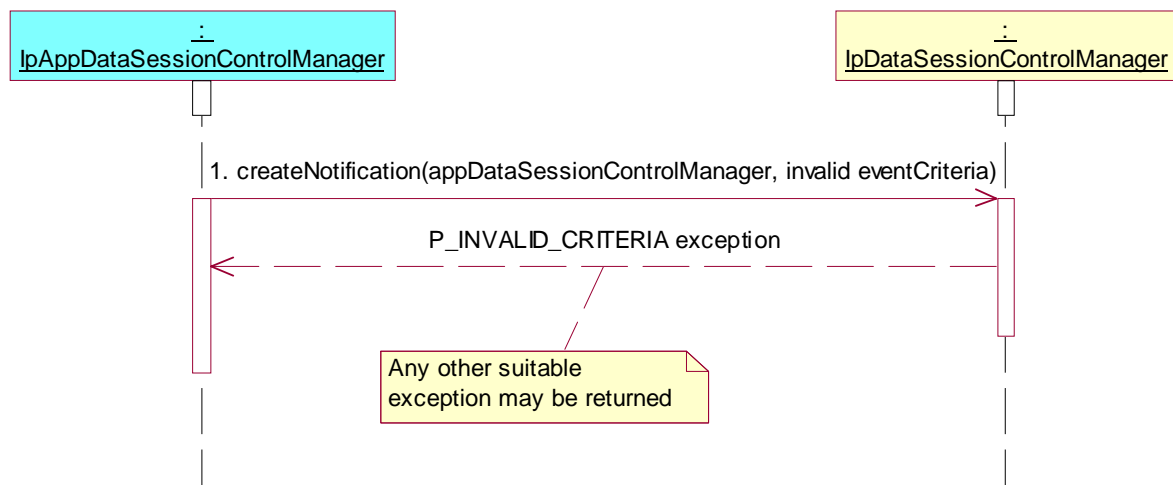 :
IpAppDataSessionControlManager
:
IpDataSessionControlManager
1. createNotification(appDataSessionControlManager, invalid eventCriteria)
P_INVALID_CRITERIA exception
Any other suitable
exception may be returned